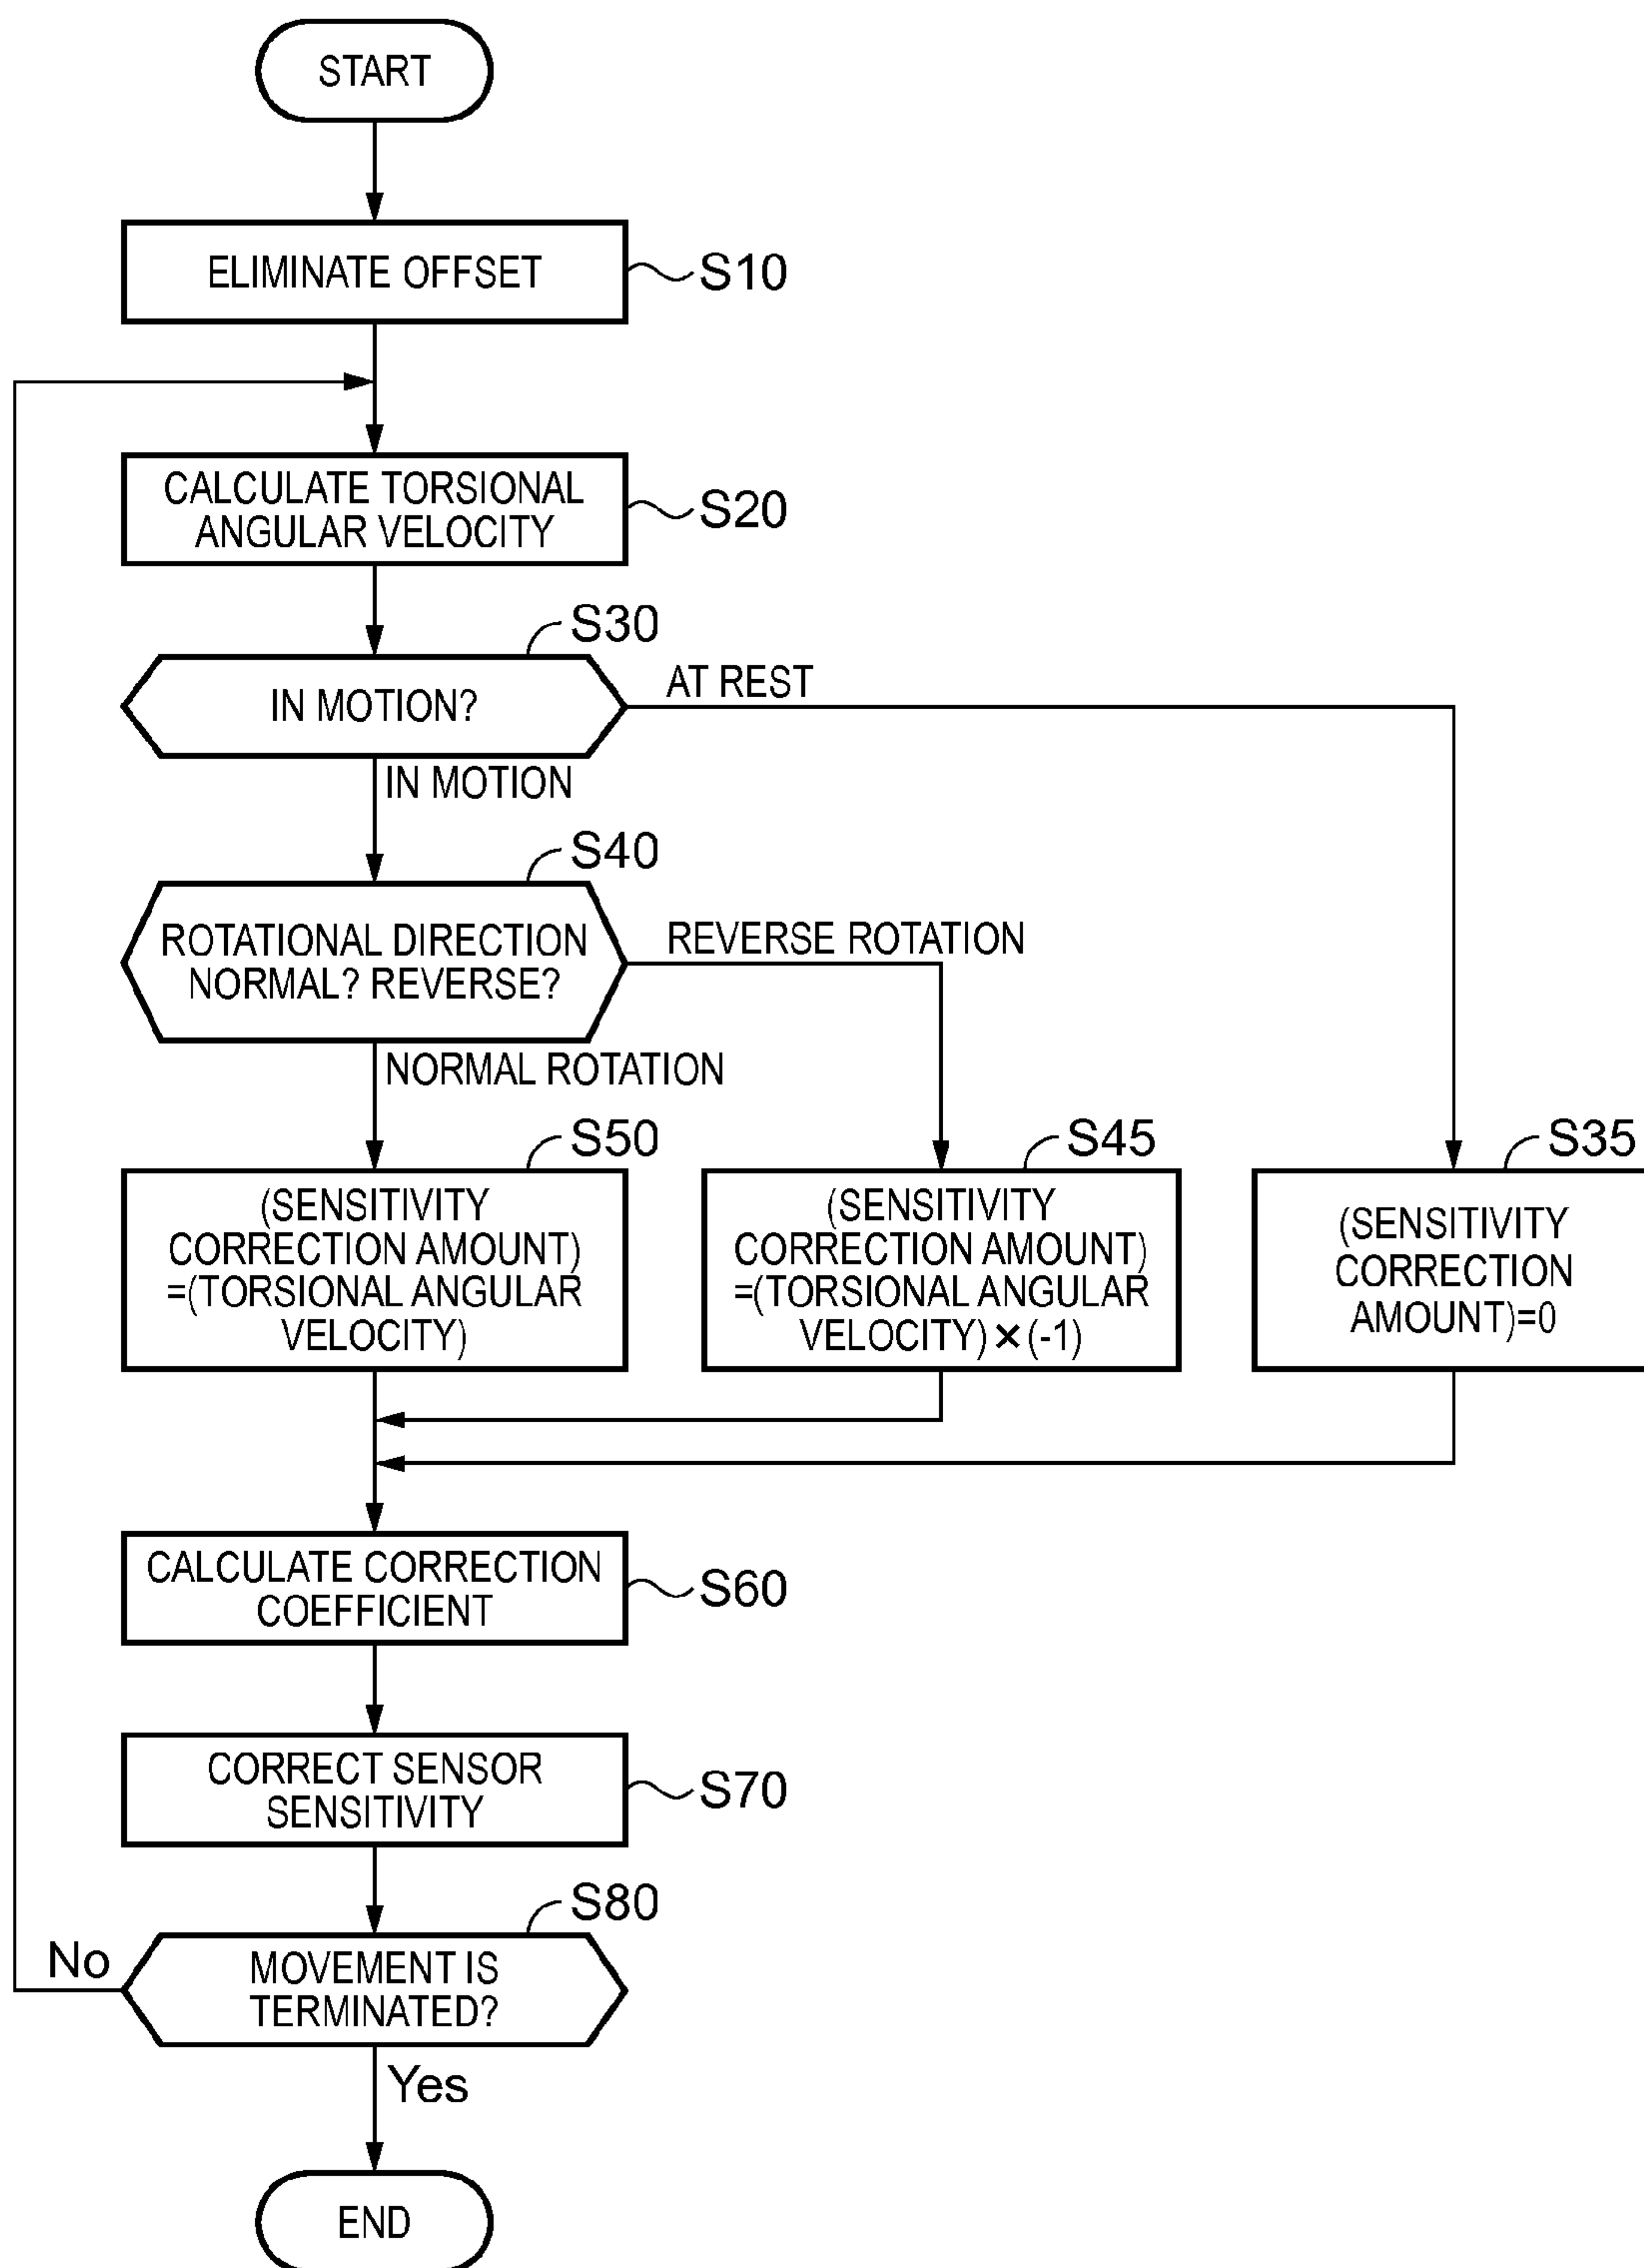 START
ELIMINATE OFFSET
S10
CALCULATE TORSIONAL
ANGULAR VELOCITY
S20
S30
IN MOTION?
AT REST
IN MOTION
S40
ROTATIONAL DIRECTION
NORMAL? REVERSE?
REVERSE ROTATION
NORMAL ROTATION
S50
(SENSITIVITY
CORRECTION AMOUNT)
=(TORSIONAL ANGULAR
VELOCITY)
S45
(SENSITIVITY
CORRECTION AMOUNT)
=(TORSIONAL ANGULAR
VELOCITY)×(-1)
S35
(SENSITIVITY
CORRECTION
AMOUNT)=0
CALCULATE CORRECTION
COEFFICIENT
S60
CORRECT SENSOR
SENSITIVITY
S70
S80
MOVEMENT IS
TERMINATED?
No
Yes
END